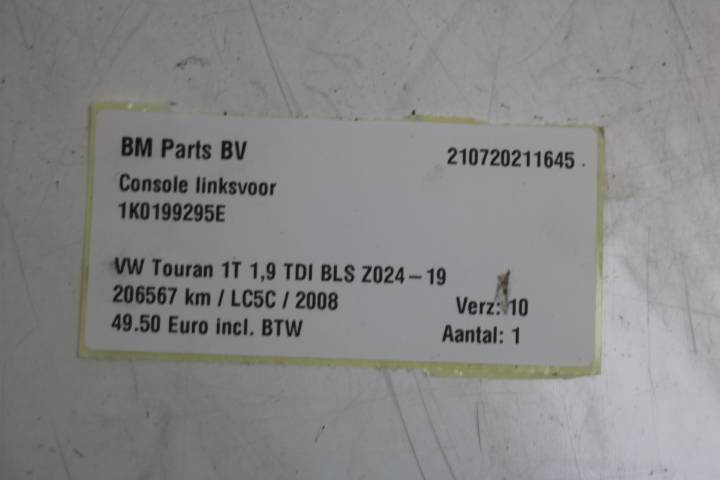 BM Parts BV 210720211645
Console linksvoor
1K0199295E
VW Touran 1T 1,9 TDI BLS Z024-19
206567 km / LC5C / 2008 Verz: 10
49.50 Euro incl. BTW Aantal: 1